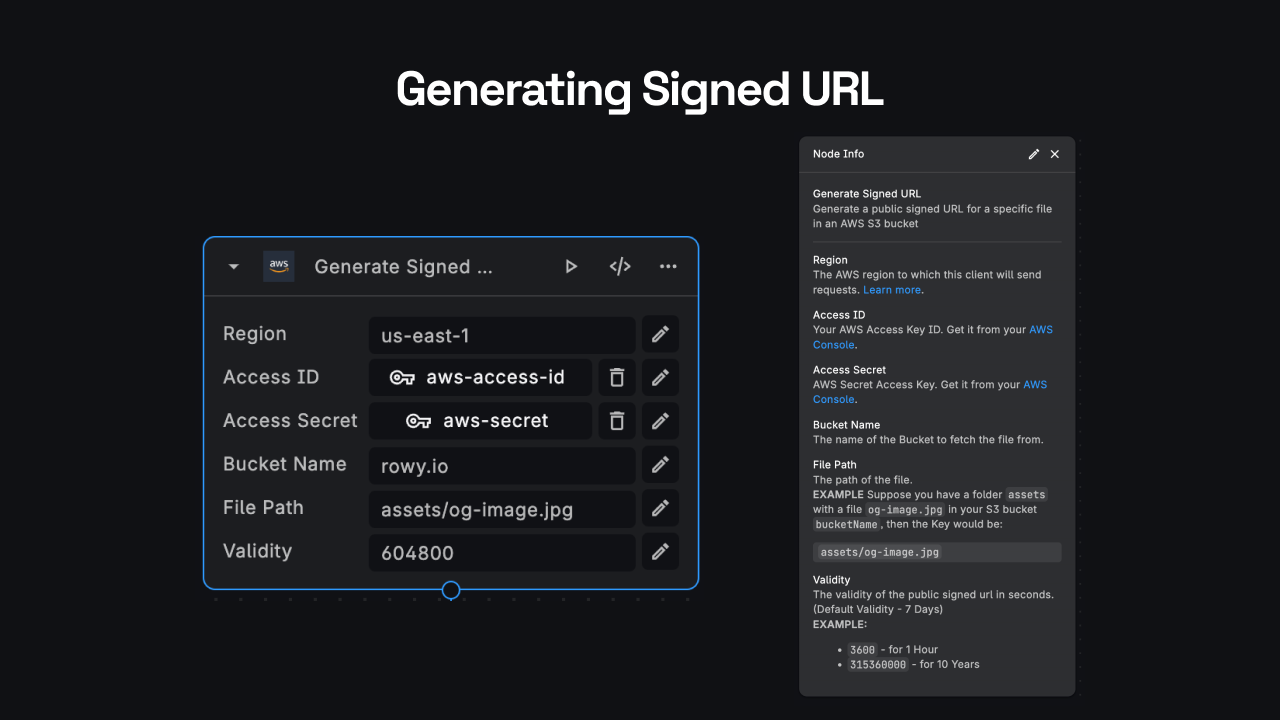 Generating Signed URL
aws
Generate Signed ...
</>
Region
us-east-1
Access ID
aws-access-id
Access Secret
aws-secret
Bucket Name
rowy.io
File Path
assets/og-image.jpg
Validity
604800
Node Info
Generate Signed URL
Generate a public signed URL for a specific file
in an AWS S3 bucket
Region
The AWS region to which this client will send
requests. Learn more.
Access ID
Your AWS Access Key ID. Get it from your AWS
Console.
Access Secret
AWS Secret Access Key. Get it from your AWS
Console.
Bucket Name
The name of the Bucket to fetch the file from.
File Path
The path of the file.
EXAMPLE Suppose you have a folder assets
with a file og-image.jpg in your S3 bucket
bucketName, then the Key would be:
assets/og-image.jpg
Validity
The validity of the public signed url in seconds.
(Default Validity - 7 Days)
EXAMPLE:
• 3600 - for 1 Hour
• 315360000 - for 10 Years